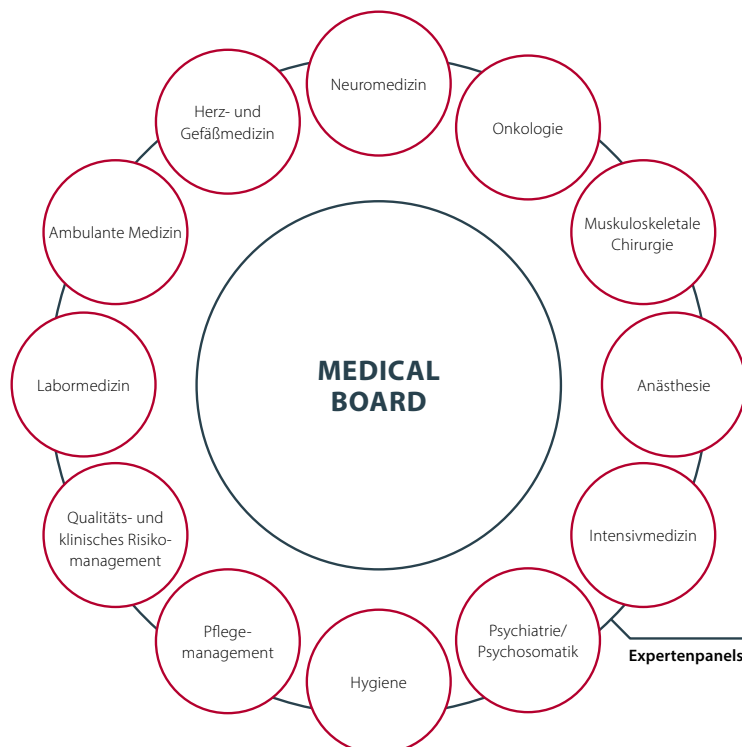 Neuromedizin
Onkologie
Muskuloskeletale
Chirurgie
Anästhesie
Intensivmedizin
Psychiatrie/
Psychosomatik
Hygiene
Pflege-
management
Qualitäts- und
klinisches Risiko-
management
Labormedizin
Ambulante Medizin
Herz- und
Gefäßmedizin
MEDICAL
BOARD
Expertenpanels